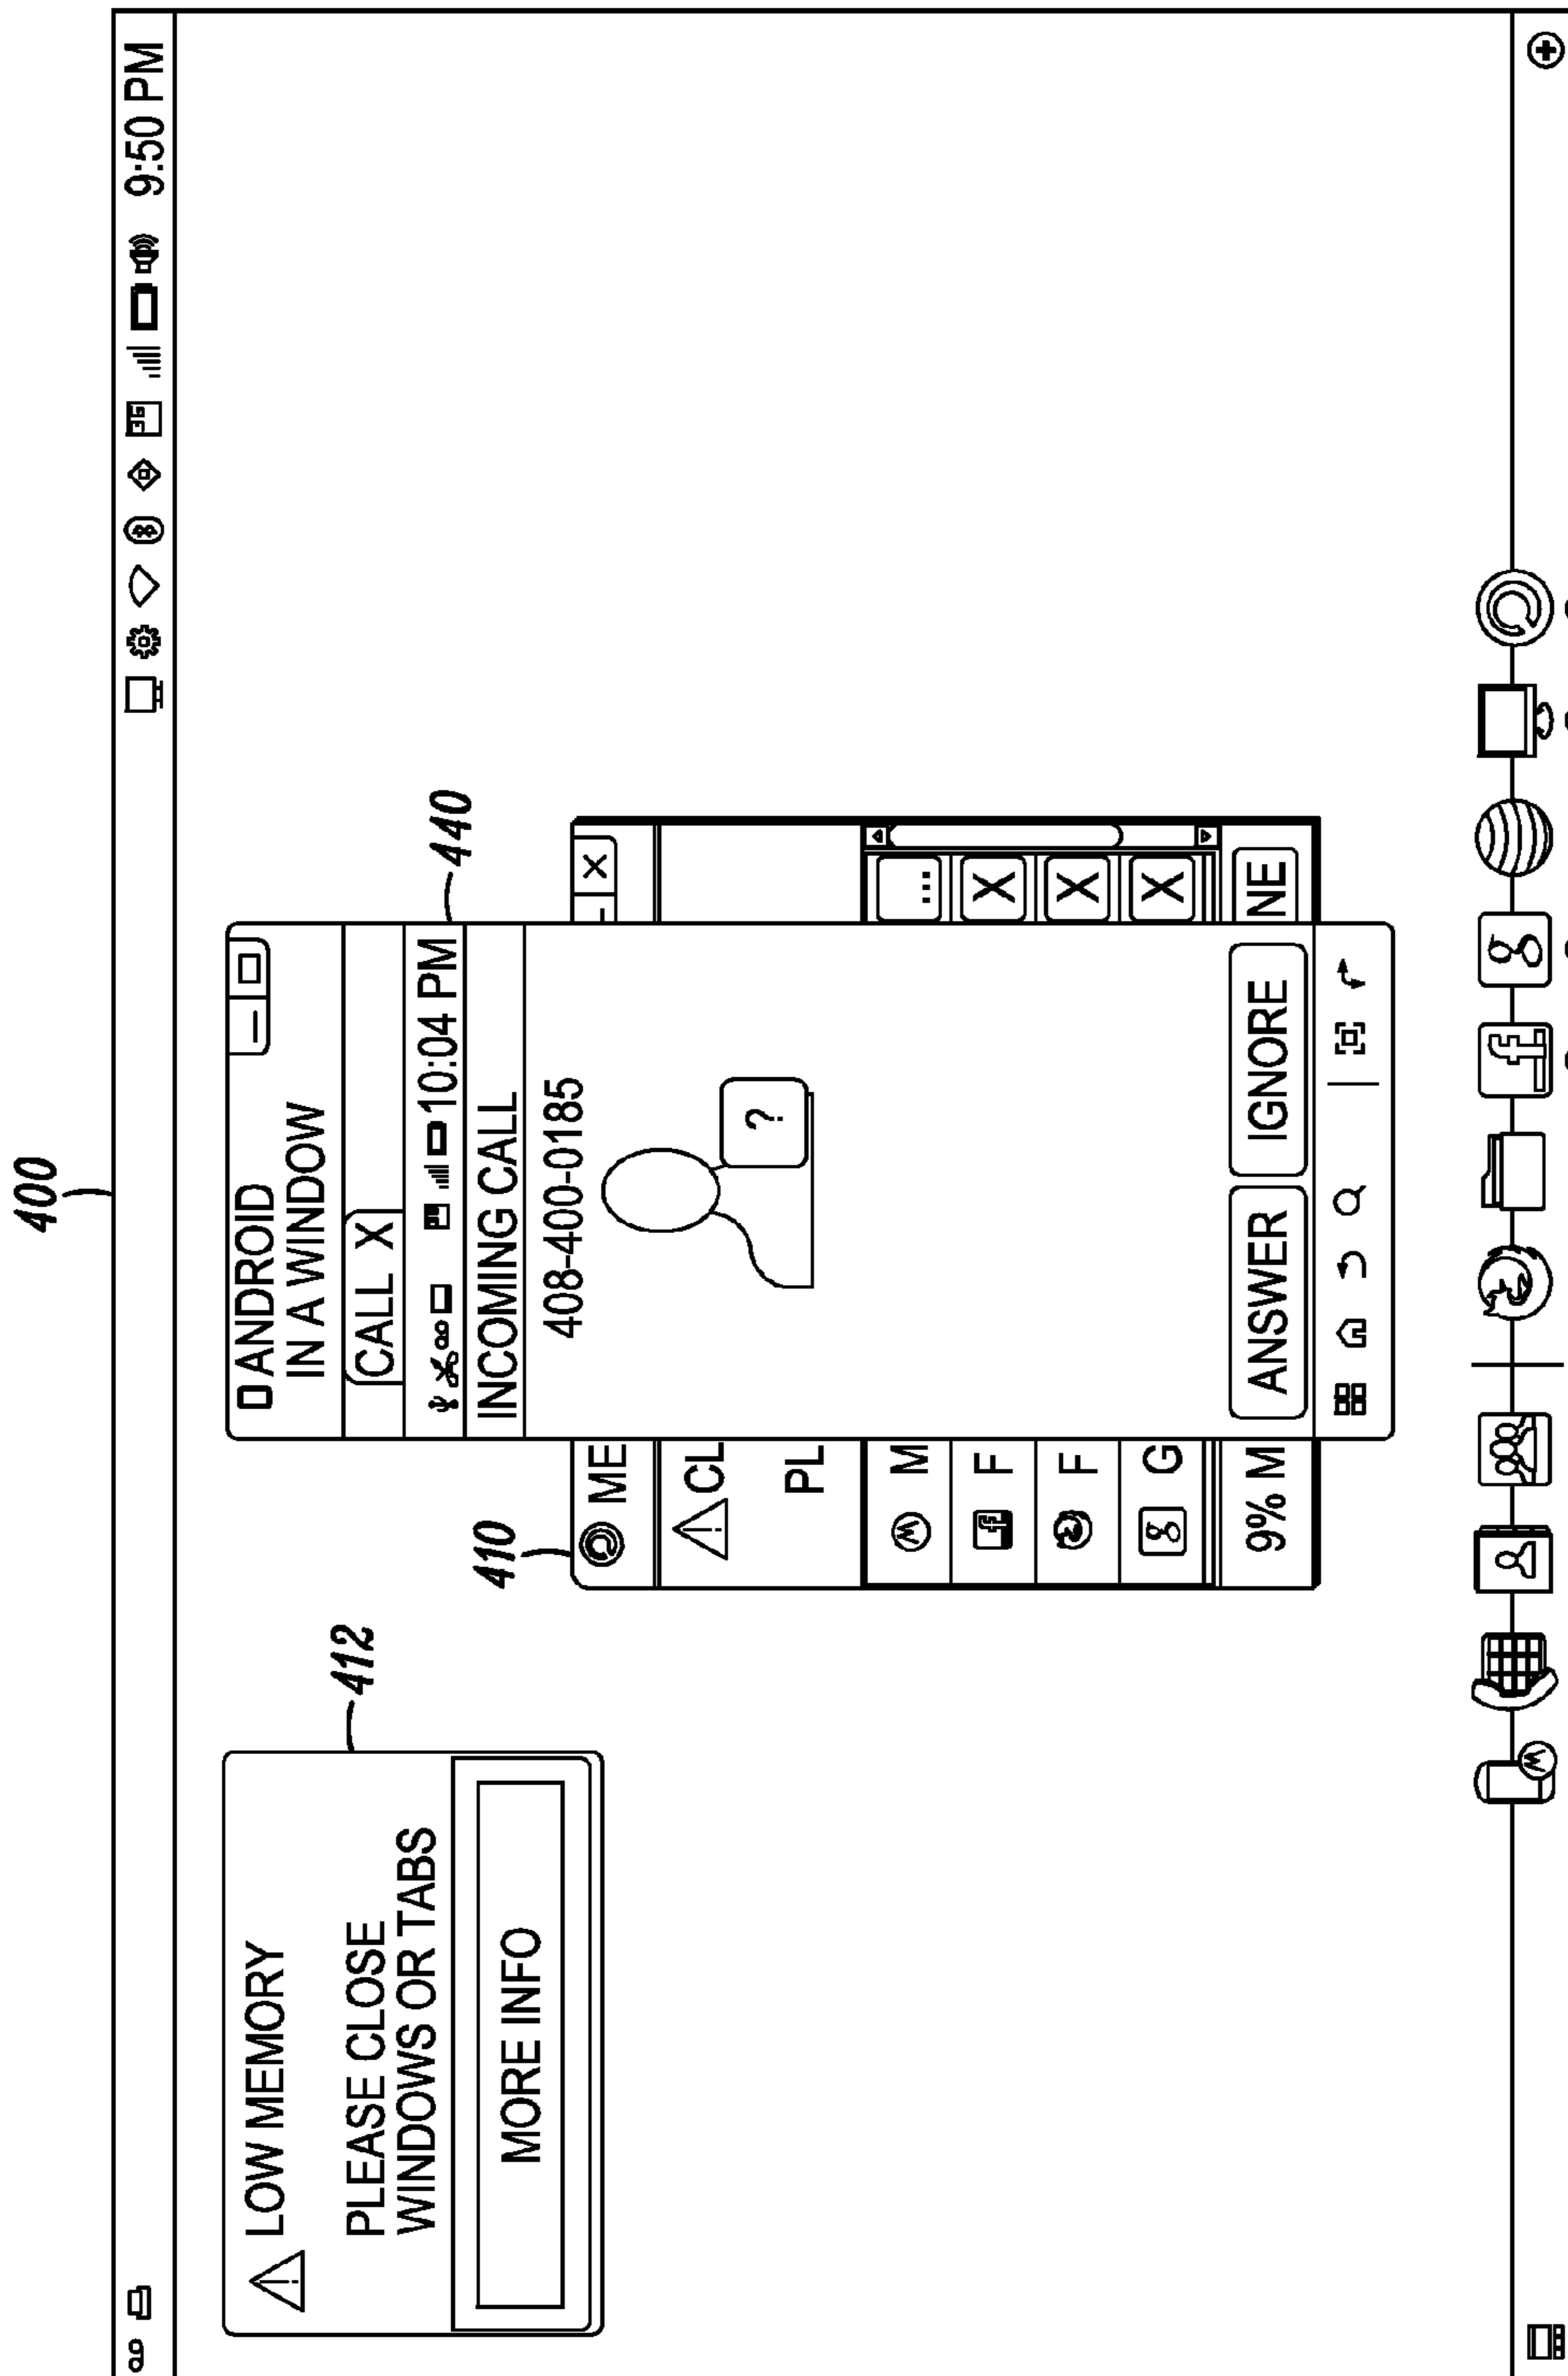 400
9:50 PM
LOW MEMORY
PLEASE CLOSE
WINDOWS OR TABS
MORE INFO
412
ANDROID
IN A WINDOW
CALL X
10:04 PM
INCOMING CALL
408-400-0185
?
ANSWER
IGNORE
440
410
ME
X
CL
PL
W M
...
f F
X
F
X
g G
X
9% M
NE
W
f
g